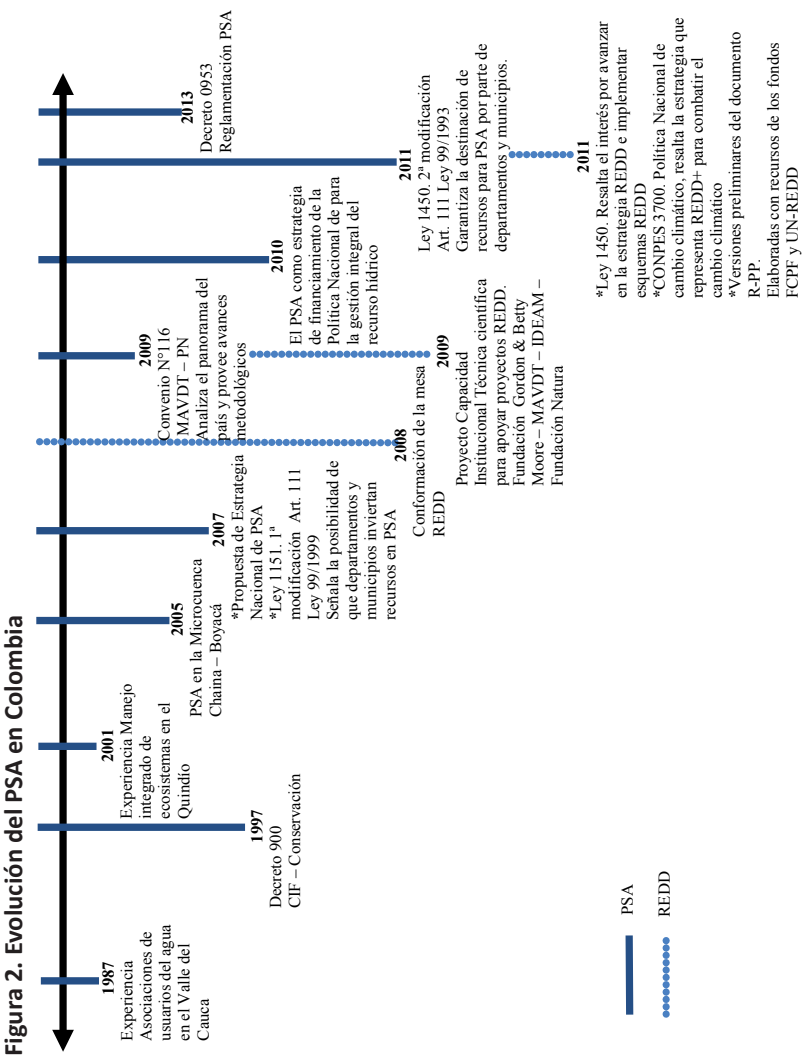 Figura 2. Evolución del PSA en Colombia
1987
Experiencia
Asociaciones de
usuarios del agua
en el Valle del
Cauca
1997
Decreto 900
CIF – Conservación
2001
Experiencia Manejo
integrado de
ecosistemas en el
Quindío
2005
PSA en la Microcuenca
Chaina – Boyacá
2007
*Propuesta de Estrategia
Nacional de PSA
*Ley 1151. 1ª
modificación Art. 111
Ley 99/1999
Señala la posibilidad de
que departamentos y
municipios inviertan
recursos en PSA
2008
Conformación de la mesa
REDD
2009
Convenio N°116
MAVDT – PN
Analiza el panorama del
país y provee avances
metodológicos
2009
Proyecto Capacidad
Institucional Técnica científica
para apoyar proyectos REDD.
Fundación Gordon & Betty
Moore – MAVDT – IDEAM –
Fundación Natura
2010
El PSA como estrategia
de financiamiento de la
Política Nacional de para
la gestión integral del
recurso hídrico
2011
Ley 1450. 2ª modificación
Art. 111 Ley 99/1993
Garantiza la destinación de
recursos para PSA por parte de
departamentos y municipios.
2011
*Ley 1450. Resalta el interés por avanzar
en la estrategia REDD e implementar
esquemas REDD
*CONPES 3700. Política Nacional de
cambio climático, resalta la estrategia que
representa REDD+ para combatir el
cambio climático
*Versiones preliminares del documento
R-PP.
Elaboradas con recursos de los fondos
FCPF y UN-REDD
2013
Decreto 0953
Reglamentación PSA
PSA
REDD